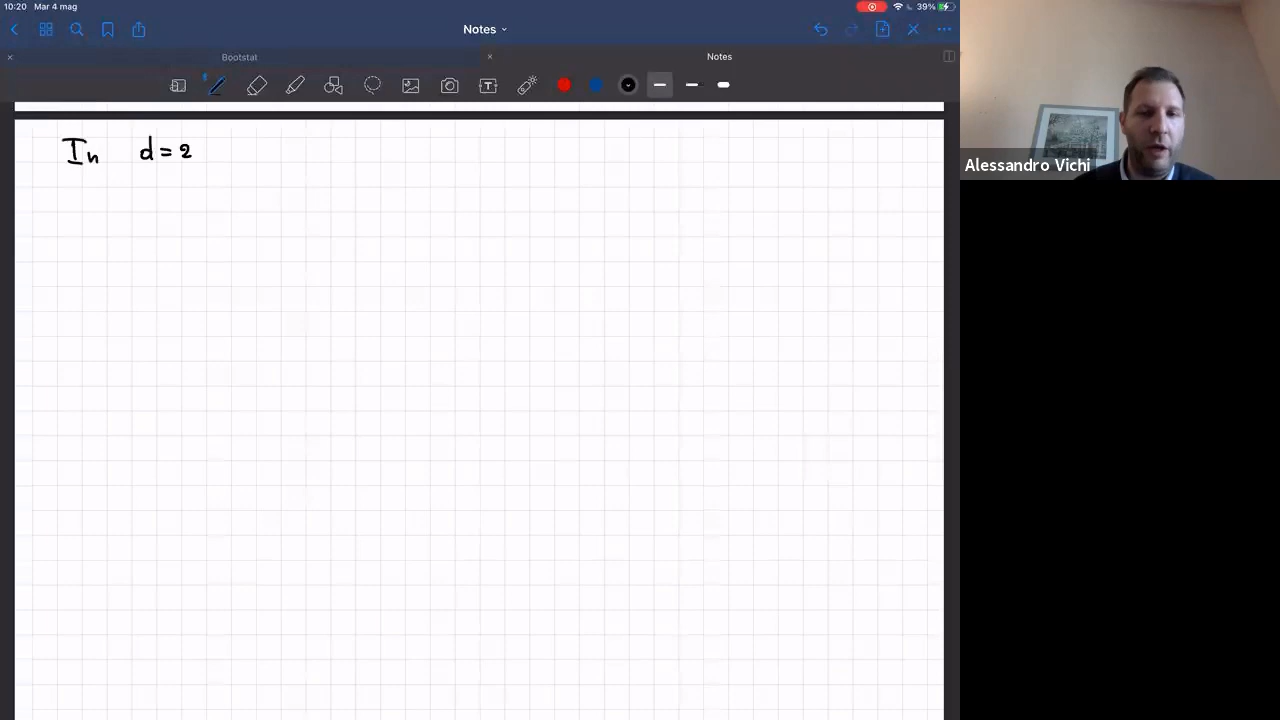 10:20 Mar 4 mag
39%
Notes
Bootstat
Notes
T
In d = 2
Alessandro Vichi